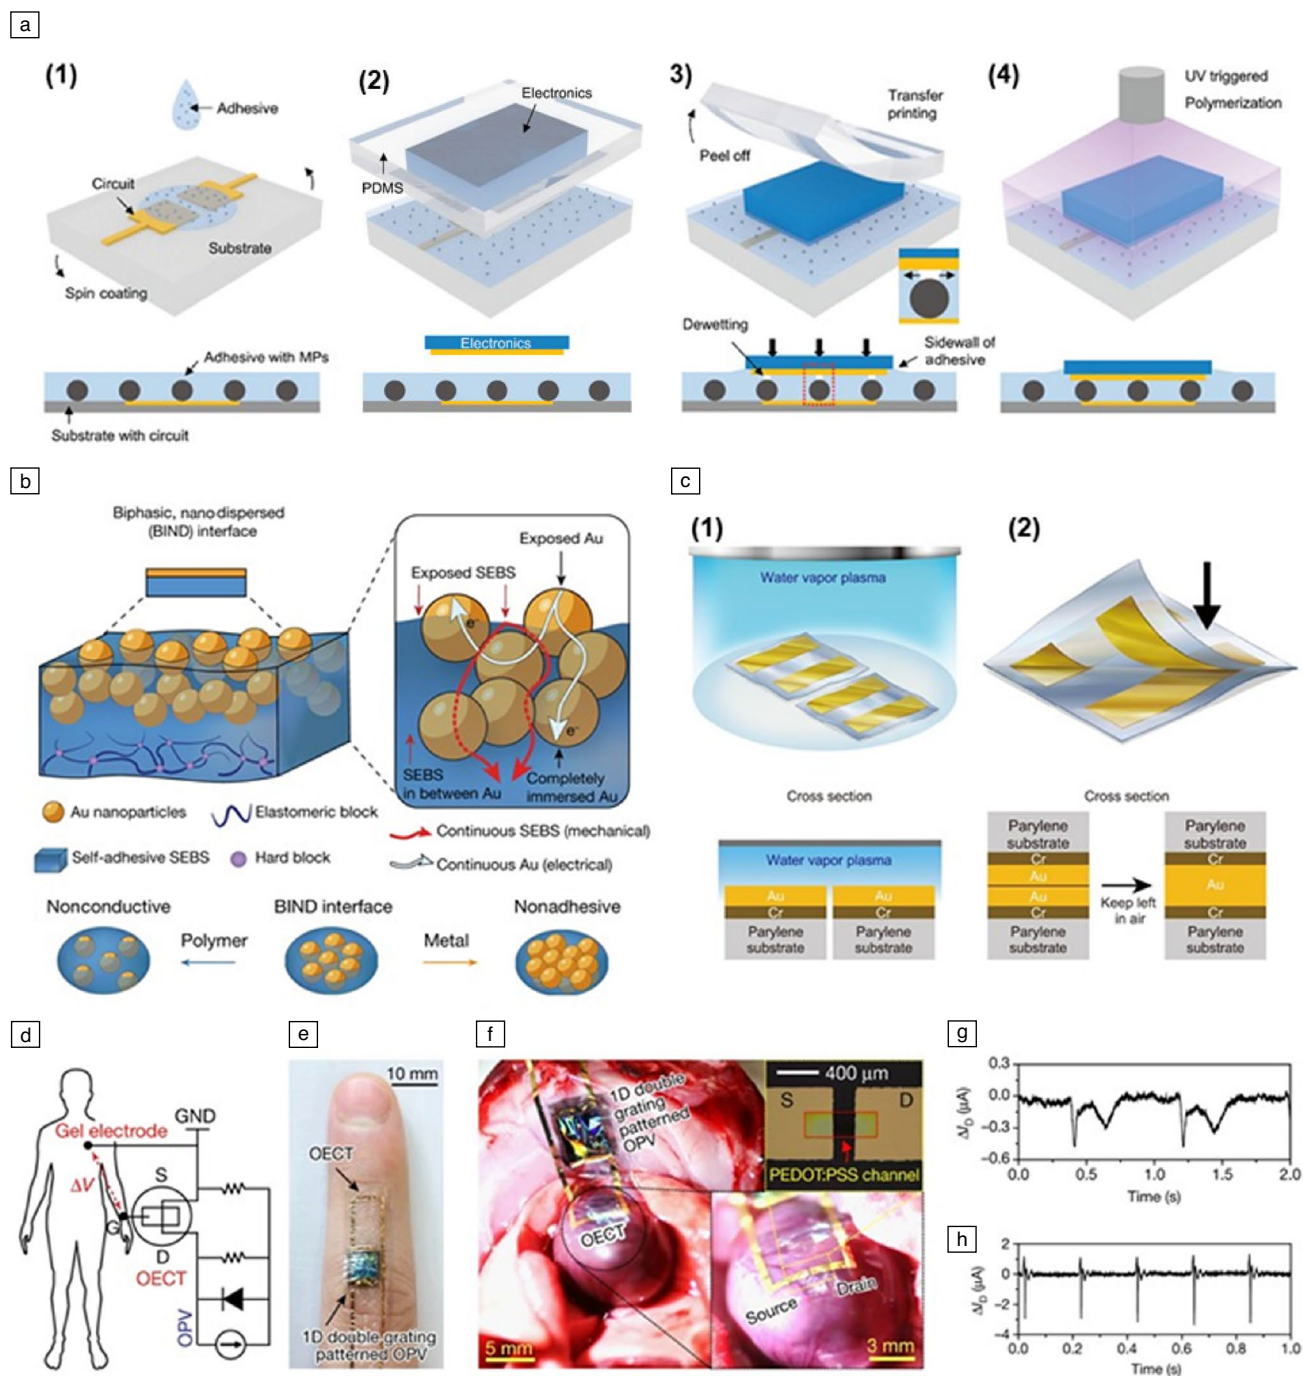 a
(1)
Adhesive
Circuit
Substrate
Spin coating
Adhesive with MPs
Substrate with circuit
(2)
Electronics
PDMS
Electronics
3)
Transfer
printing
Peel off
Dewetting
Sidewall of
adhesive
(4)
UV triggered
Polymerization
b
Biphasic, nano dispersed
(BIND) interface
Exposed Au
Exposed SEBS
e⁻
e⁻
SEBS
in between Au
Completely
immersed Au
Au nanoparticles
Elastomeric block
Self-adhesive SEBS
Hard block
Continuous SEBS (mechanical)
Continuous Au (electrical)
Nonconductive
BIND interface
Nonadhesive
Polymer
Metal
c
(1)
Water vapor plasma
Cross section
Water vapor plasma
Au
Au
Cr
Cr
Parylene
substrate
Parylene
substrate
(2)
Cross section
Parylene
substrate
Cr
Au
Au
Cr
Parylene
substrate
Keep left
in air
Parylene
substrate
Cr
Au
Cr
Parylene
substrate
d
GND
Gel electrode
ΔV
S
G
D
OECT
OPV
e
10 mm
OECT
1D double grating
patterned OPV
f
1D double
grating
patterned
OPV
OECT
5 mm
400 μm
S
D
PEDOT:PSS channel
Source
Drain
3 mm
g
0.3
0.0
−0.3
−0.6
ΔI_D (μA)
0.0
0.5
1.0
1.5
2.0
Time (s)
h
2
0
−2
−4
ΔI_D (μA)
0.0
0.2
0.4
0.6
0.8
1.0
Time (s)